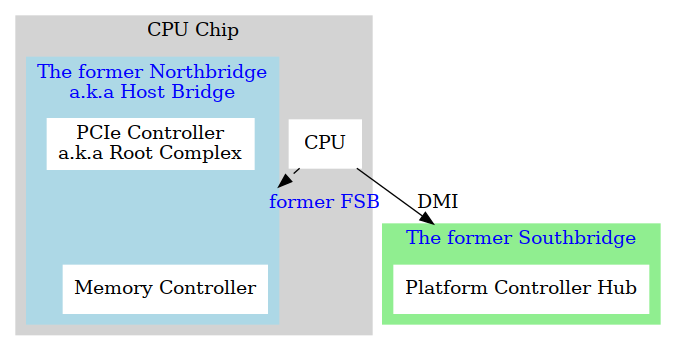 CPU Chip
The former Northbridge
a.k.a Host Bridge
PCIe Controller
a.k.a Root Complex
CPU
former FSB
DMI
The former Southbridge
Memory Controller
Platform Controller Hub